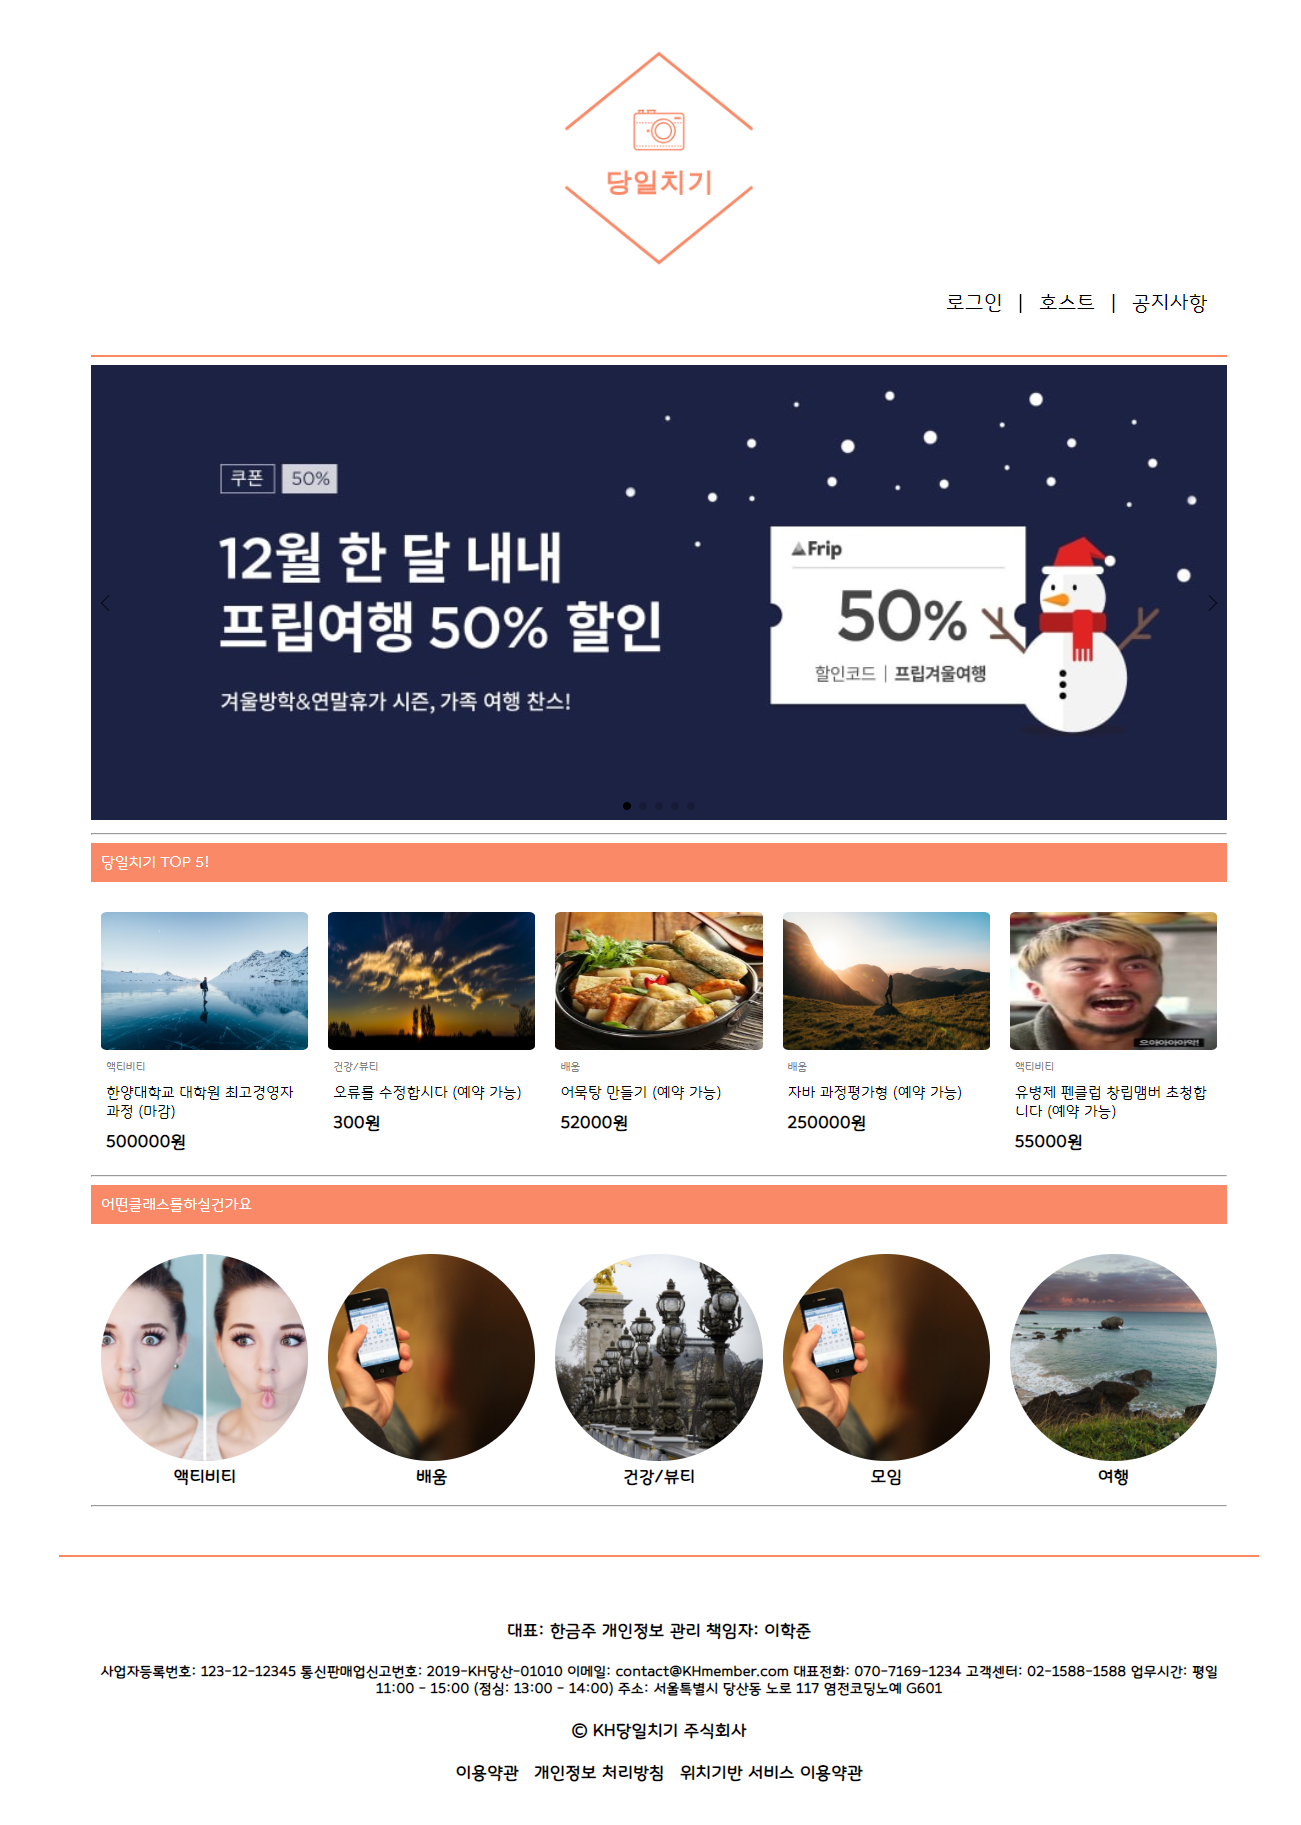 당일치기
로그인 | 호스트 | 공지사항
쿠폰 50%
12월 한 달 내내
프립여행 50% 할인
겨울방학&연말휴가 시즌, 가족 여행 찬스!
Frip
50%
할인코드 | 프립겨울여행
당일치기 TOP 5!
으아아아아악!
액티비티
한양대학교 대학원 최고경영자
과정 (마감)
500000원
건강/뷰티
오류를 수정합시다 (예약 가능)
300원
배움
어묵탕 만들기 (예약 가능)
52000원
배움
자바 과정평가형 (예약 가능)
250000원
액티비티
유병제 펜클럽 창립맴버 초청합
니다 (예약 가능)
55000원
어떤클래스를하실건가요
액티비티
배움
건강/뷰티
모임
여행
대표: 한금주 개인정보 관리 책임자: 이학준
사업자등록번호: 123-12-12345 통신판매업신고번호: 2019-KH당산-01010 이메일: contact@KHmember.com 대표전화: 070-7169-1234 고객센터: 02-1588-1588 업무시간: 평일
11:00 - 15:00 (점심: 13:00 - 14:00) 주소: 서울특별시 당산동 노로 117 염전코딩노예 G601
© KH당일치기 주식회사
이용약관 개인정보 처리방침 위치기반 서비스 이용약관